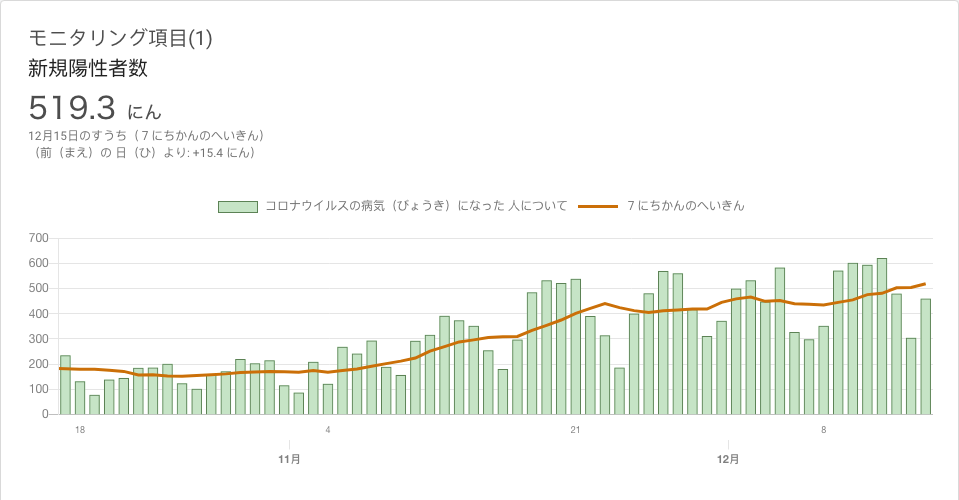 モニタリング項目(1)
新規陽性者数
519.3 にん
12月15日のすうち（７にちかんのへいきん）
（前（まえ）の 日（ひ）より: +15.4 にん）
コロナウイルスの病気（びょうき）になった 人について
７にちかんのへいきん
700
600
500
400
300
200
100
0
18
4
21
8
11月
12月